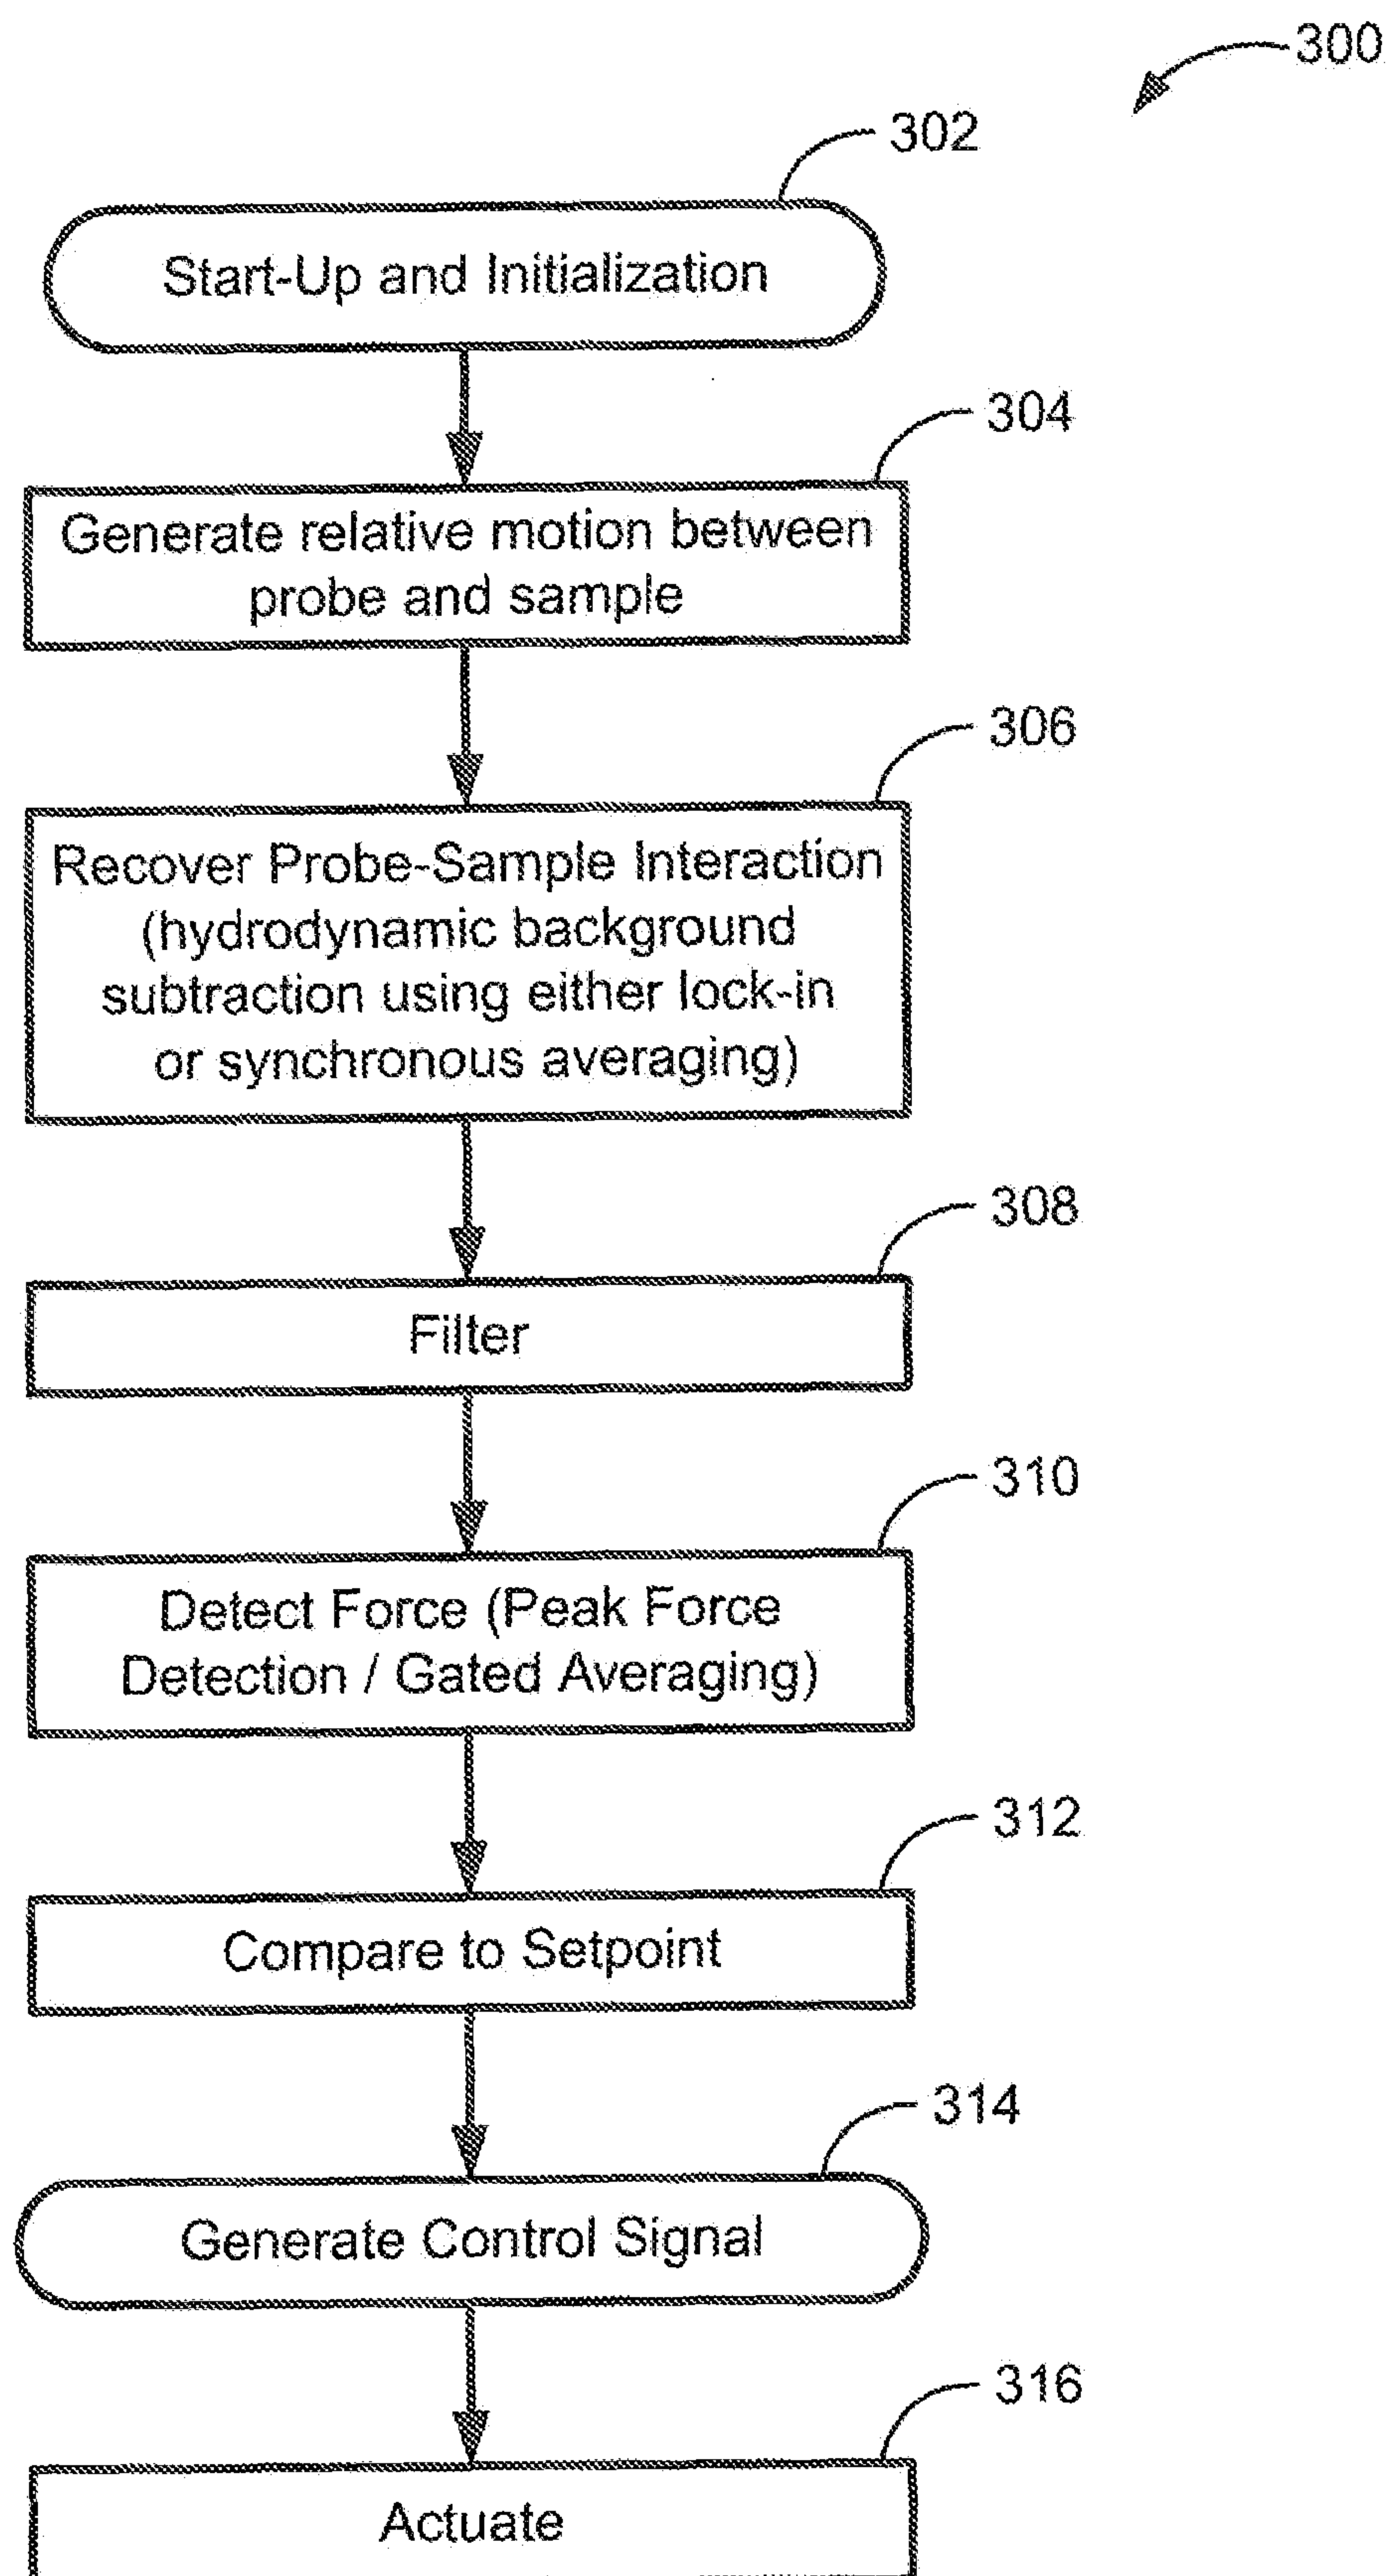 300
302
Start-Up and Initialization
304
Generate relative motion between
probe and sample
306
Recover Probe-Sample Interaction
(hydrodynamic background
subtraction using either lock-in
or synchronous averaging)
308
Filter
310
Detect Force (Peak Force
Detection / Gated Averaging)
312
Compare to Setpoint
314
Generate Control Signal
316
Actuate